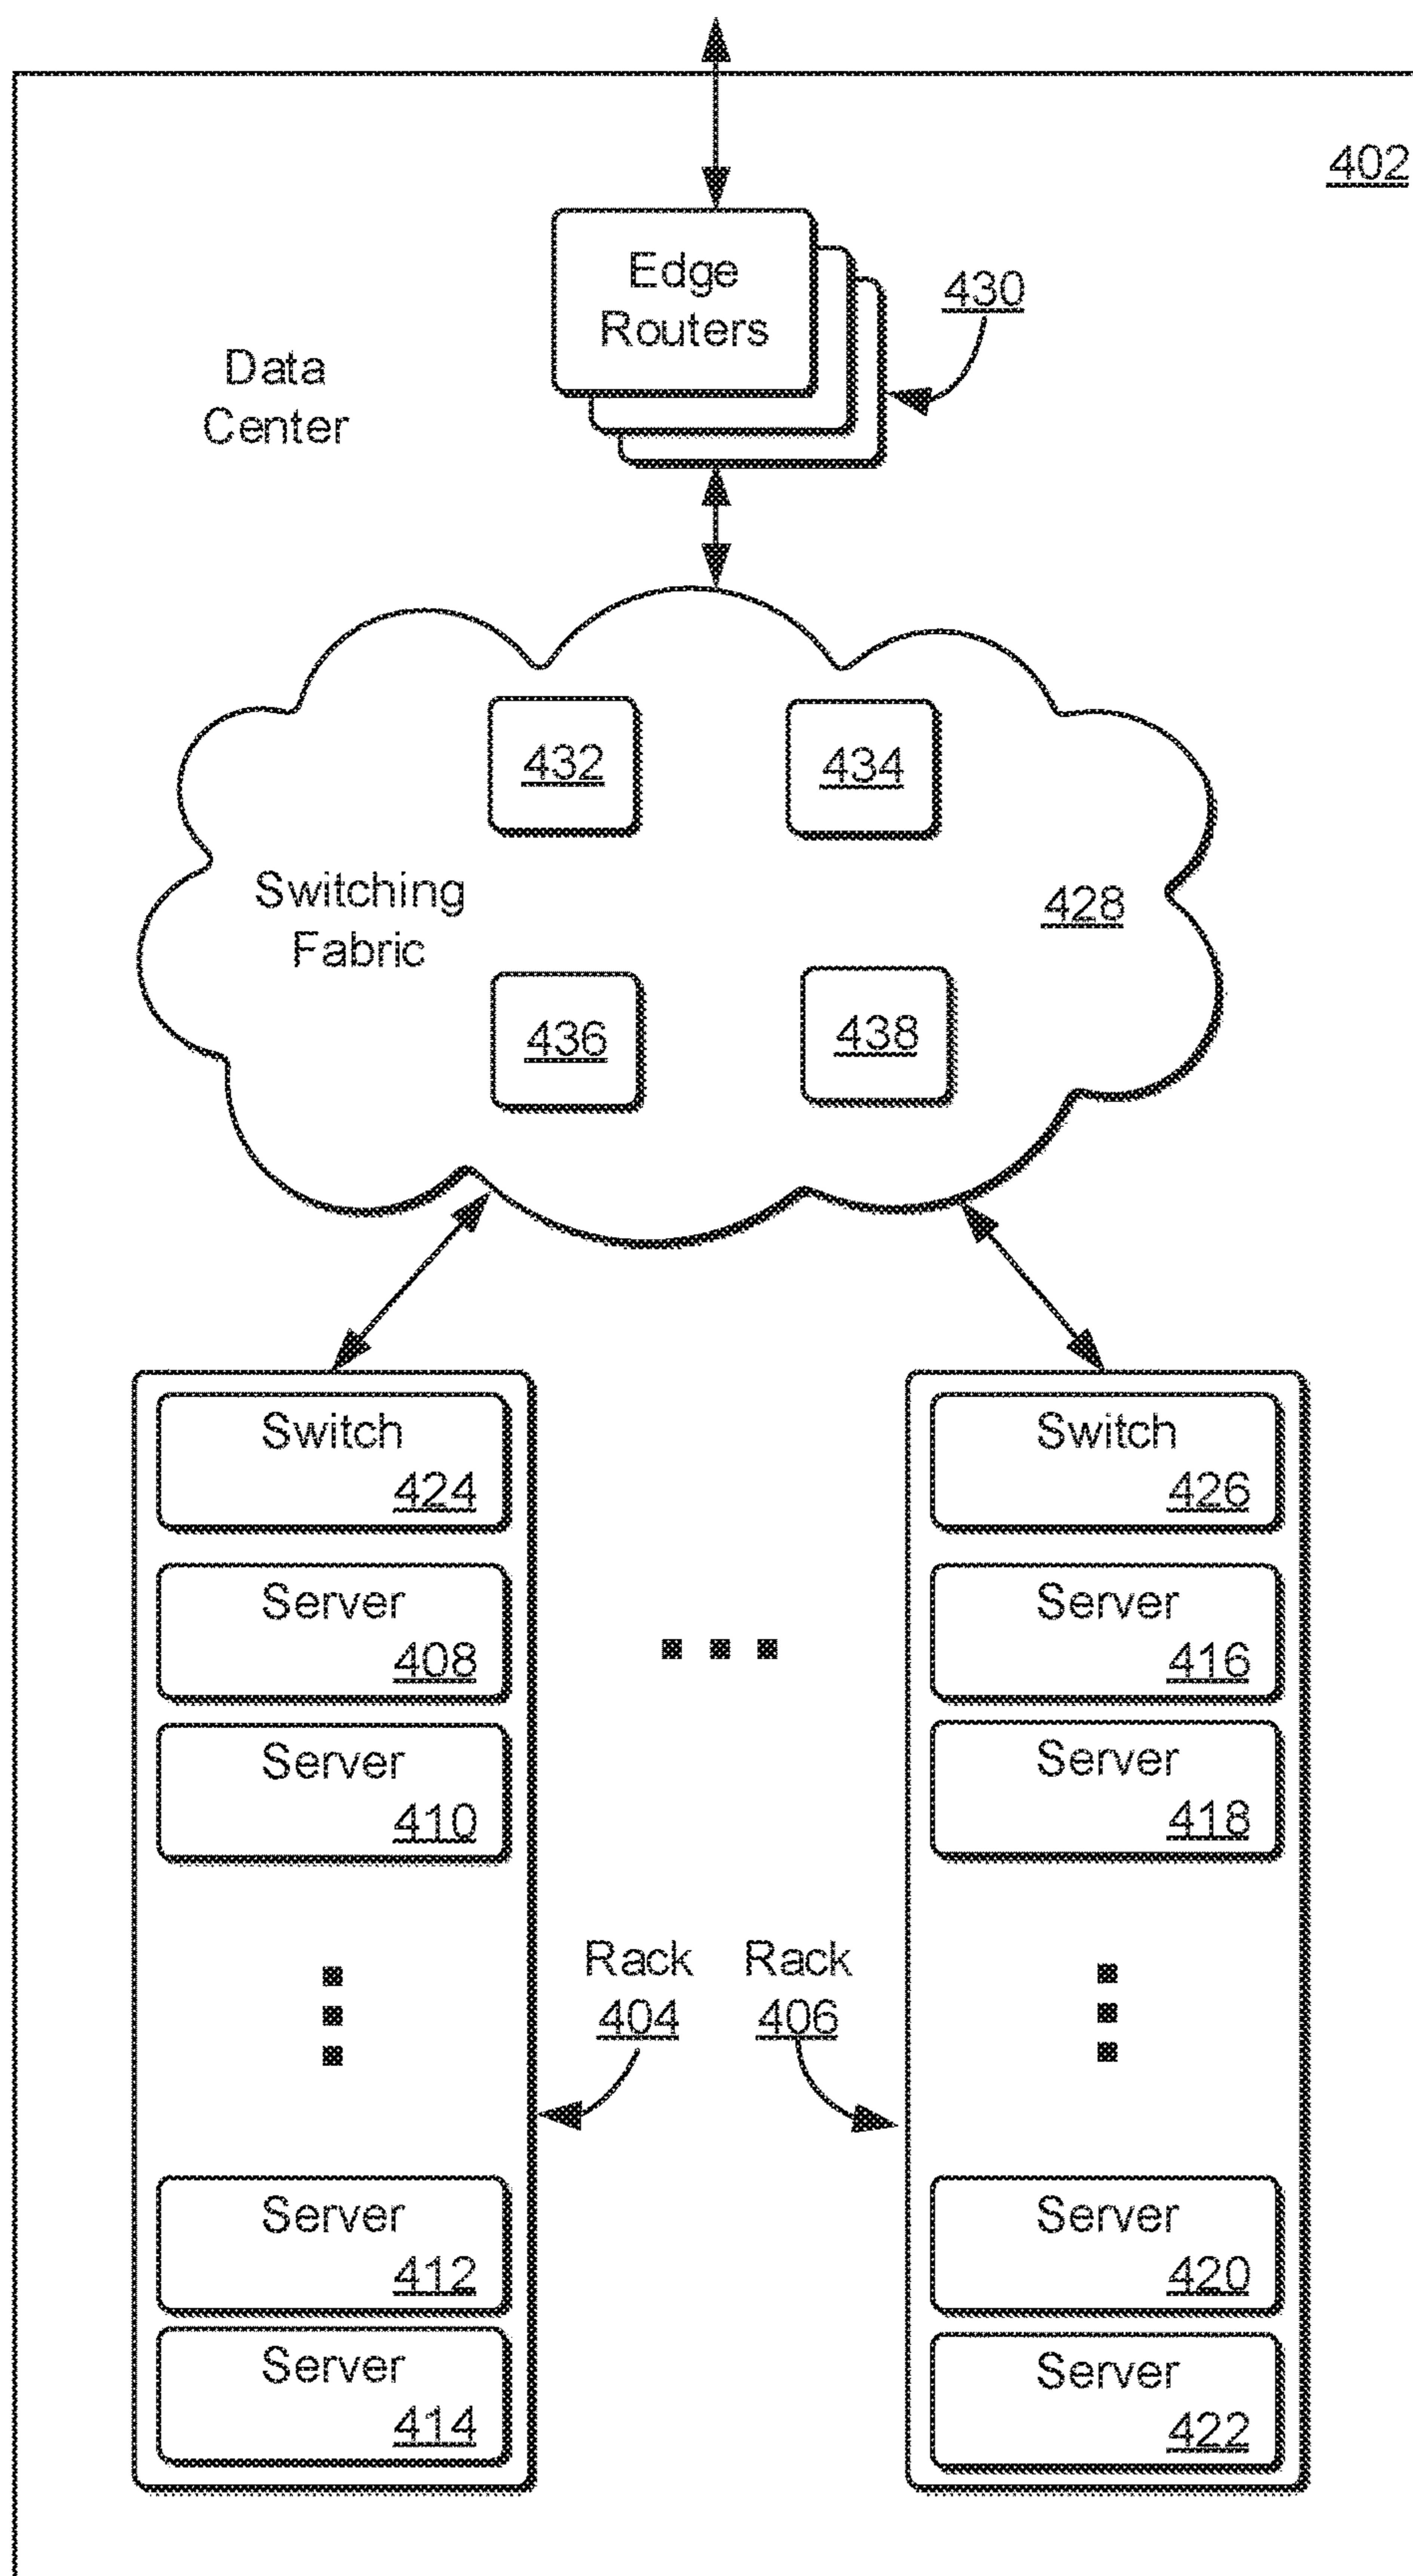 402
Edge
Routers
430
Data
Center
432
434
Switching
Fabric
428
436
438
Switch
424
Server
408
Server
410
Server
412
Server
414
Rack
404
Rack
406
Switch
426
Server
416
Server
418
Server
420
Server
422